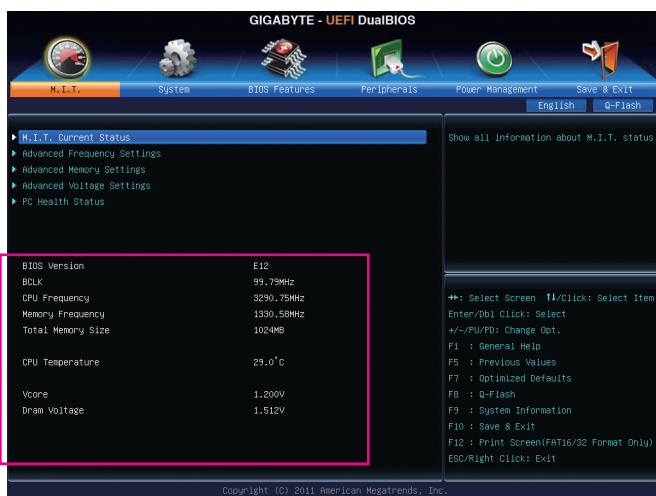 GIGABYTE - UEFI DualBIOS
M.I.T.
System
BIOS Features
Peripherals
Power Management
Save & Exit
English
Q-Flash
M.I.T. Current Status
Advanced Frequency Settings
Advanced Memory Settings
Advanced Voltage Settings
PC Health Status
Show all information about M.I.T. status
BIOS Version E12
BCLK 99.79MHz
CPU Frequency 3290.75MHz
Memory Frequency 1330.58MHz
Total Memory Size 1024MB
CPU Temperature 29.0°C
Vcore 1.200V
Dram Voltage 1.512V
→←: Select Screen ↑↓/Click: Select Item
Enter/Dbl Click: Select
+/-/PU/PD: Change Opt.
F1 : General Help
F5 : Previous Values
F7 : Optimized Defaults
F8 : Q-Flash
F9 : System Information
F10 : Save & Exit
F12 : Print Screen(FAT16/32 Format Only)
ESC/Right Click: Exit
Copyright (C) 2011 American Megatrends, Inc.